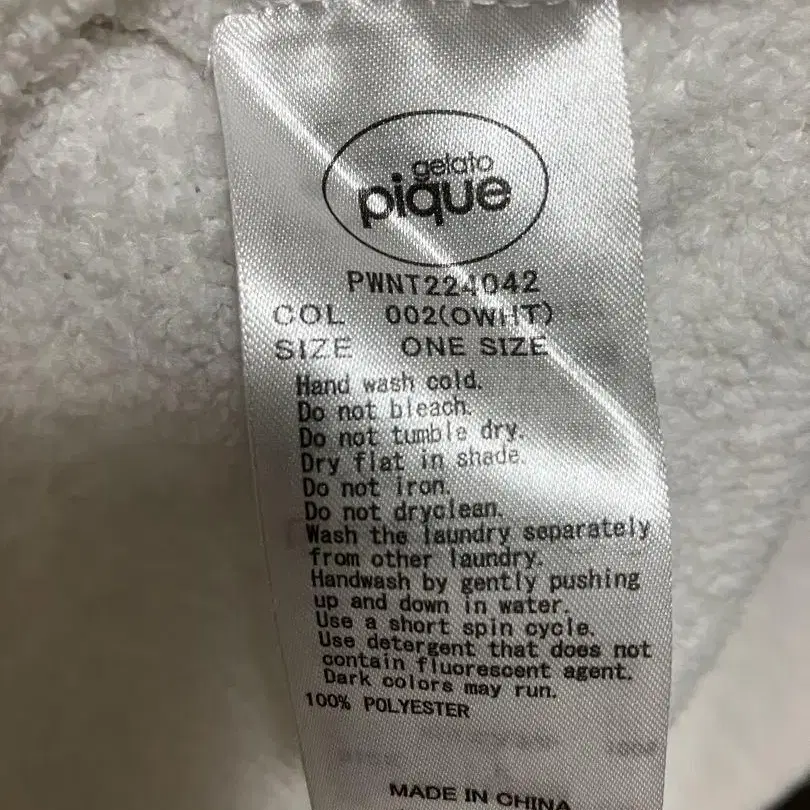 gelato
pique
PWNT224042
COL 002(OWHT)
SIZE ONE SIZE
Hand wash cold.
Do not bleach.
Do not tumble dry.
Dry flat in shade.
Do not iron.
Do not dryclean.
Wash the laundry separately
from other laundry.
Handwash by gently pushing
up and down in water.
Use a short spin cycle.
Use detergent that does not
contain fluorescent agent.
Dark colors may run.
100% POLYESTER
MADE IN CHINA